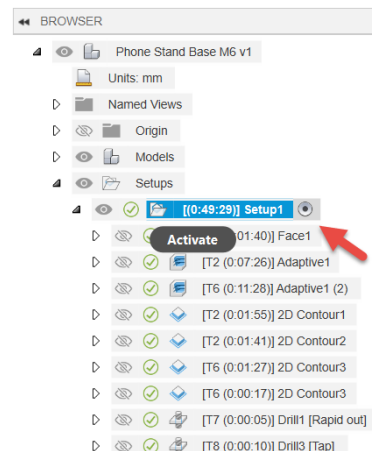 BROWSER
Phone Stand Base M6 v1
Units: mm
Named Views
Origin
Models
Setups
[(0:49:29)] Setup1
Activate
01:40)] Face1
[T2 (0:07:26)] Adaptive1
[T6 (0:11:28)] Adaptive1 (2)
[T2 (0:01:55)] 2D Contour1
[T2 (0:01:41)] 2D Contour2
[T6 (0:01:27)] 2D Contour3
[T6 (0:00:17)] 2D Contour3
[T7 (0:00:05)] Drill1 [Rapid out]
[T8 (0:00:10)] Drill3 [Tap]